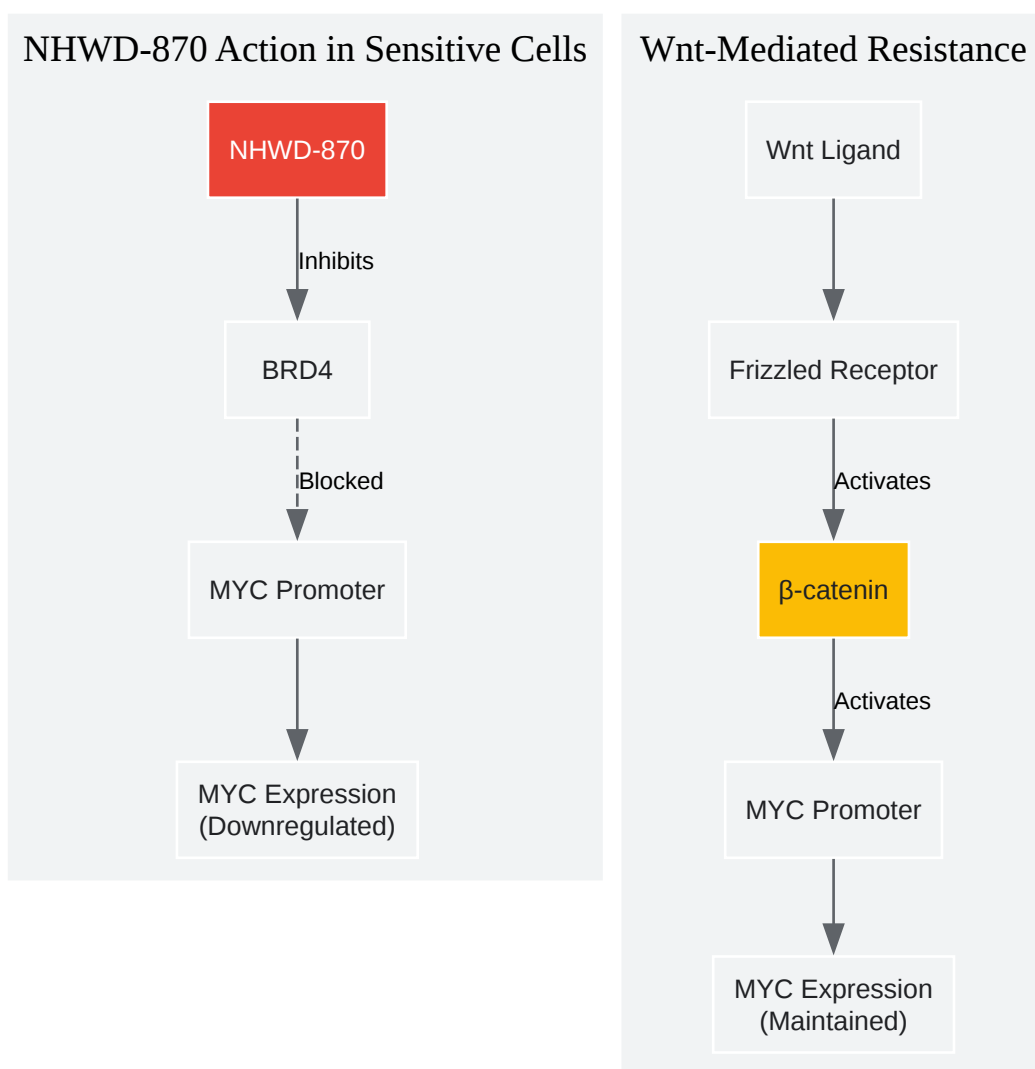 NHWD-870 Action in Sensitive Cells
NHWD-870
Inhibits
BRD4
Blocked
MYC Promoter
MYC Expression
(Downregulated)
Wnt-Mediated Resistance
Wnt Ligand
Frizzled Receptor
Activates
β-catenin
Activates
MYC Promoter
MYC Expression
(Maintained)